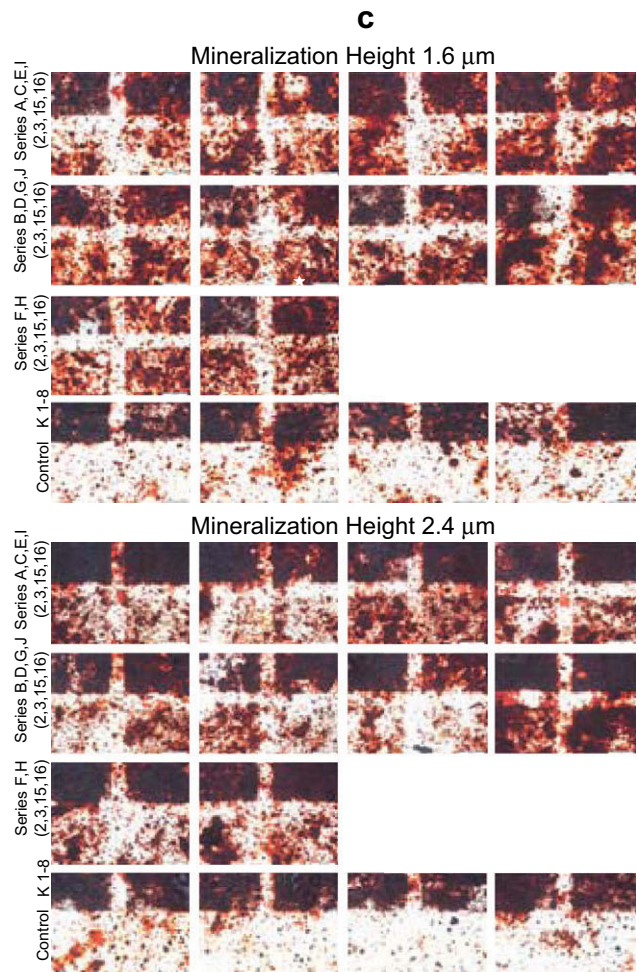 c
Mineralization Height 1.6 μm
Series A,C,E,I
(2,3,15,16)
Series B,D,G,J
(2,3,15,16)
Series F,H
(2,3,15,16)
Control K 1-8
Mineralization Height 2.4 μm
Series A,C,E,I
(2,3,15,16)
Series B,D,G,J
(2,3,15,16)
Series F,H
(2,3,15,16)
Control K 1-8